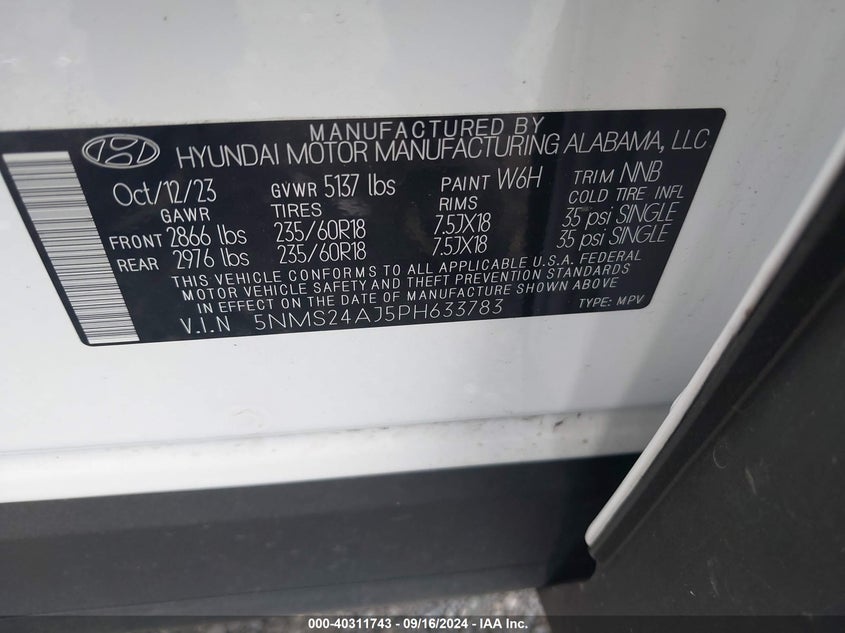 MANUFACTURED BY
HYUNDAI MOTOR MANUFACTURING ALABAMA, LLC
Oct/12/23 GVWR 5137 lbs PAINT W6H TRIM NNB
GAWR TIRES RIMS COLD TIRE INFL
FRONT 2866 lbs 235/60R18 7.5JX18 35 psi SINGLE
REAR 2976 lbs 235/60R18 7.5JX18 35 psi SINGLE
THIS VEHICLE CONFORMS TO ALL APPLICABLE U.S.A. FEDERAL
MOTOR VEHICLE SAFETY AND THEFT PREVENTION STANDARDS
IN EFFECT ON THE DATE OF MANUFACTURE SHOWN ABOVE.
V.I.N 5NMS24AJ5PH633783 TYPE: MPV
000-40311743 - 09/16/2024 - IAA Inc.